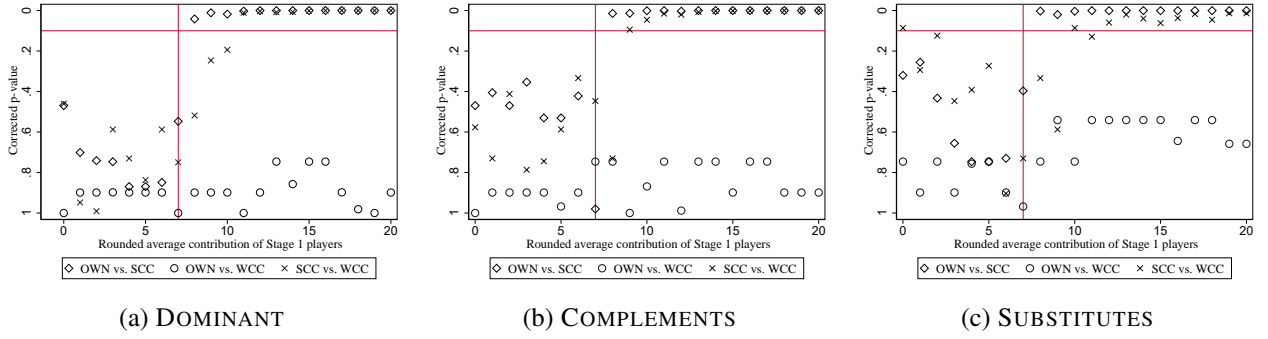 0
.2
.4
.6
.8
1
Corrected p-value
0 5 10 15 20
Rounded average contribution of Stage 1 players
OWN vs. SCC OWN vs. WCC SCC vs. WCC
(a) DOMINANT
0
.2
.4
.6
.8
1
Corrected p-value
0 5 10 15 20
Rounded average contribution of Stage 1 players
OWN vs. SCC OWN vs. WCC SCC vs. WCC
(b) COMPLEMENTS
0
.2
.4
.6
.8
1
Corrected p-value
0 5 10 15 20
Rounded average contribution of Stage 1 players
OWN vs. SCC OWN vs. WCC SCC vs. WCC
(c) SUBSTITUTES